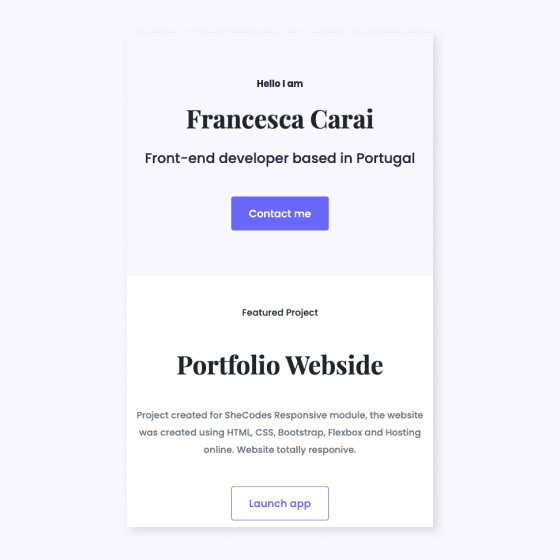 Hello I am
Francesca Carai
Front-end developer based in Portugal
Contact me
Featured Project
Portfolio Webside
Project created for SheCodes Responsive module, the website
was created using HTML, CSS, Bootstrap, Flexbox and Hosting
online. Website totally responive.
Launch app